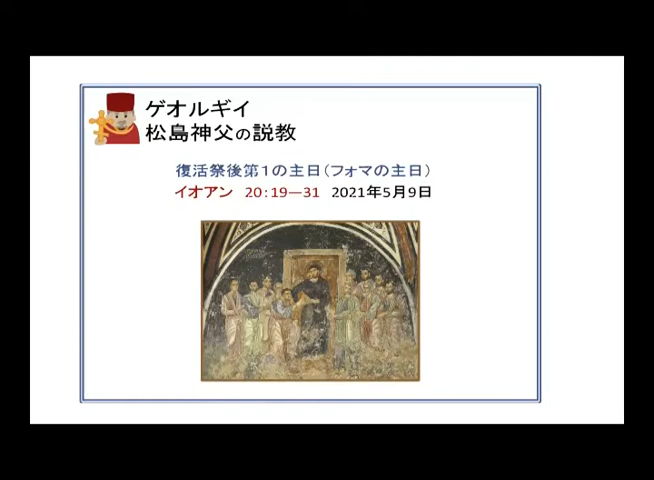 ゲオルギイ
松島神父の説教
復活祭後第1の主日(フォマの主日)
イオアン 20:19—31 2021年5月9日